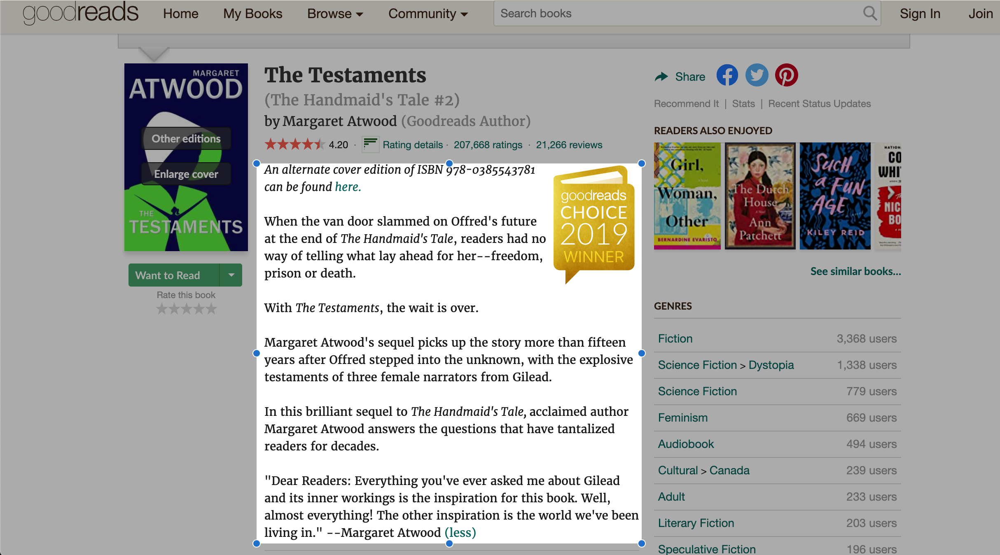 goodreads Home My Books Browse Community Search books Sign In Join
MARGARET
ATWOOD
Other editions
Enlarge cover
THE
TESTAMENTS
Want to Read
Rate this book
The Testaments
(The Handmaid's Tale #2)
by Margaret Atwood (Goodreads Author)
4.20 · Rating details · 207,668 ratings · 21,266 reviews
An alternate cover edition of ISBN 978-0385543781
can be found here.
When the van door slammed on Offred's future
at the end of The Handmaid's Tale, readers had no
way of telling what lay ahead for her--freedom,
prison or death.
With The Testaments, the wait is over.
Margaret Atwood's sequel picks up the story more than fifteen
years after Offred stepped into the unknown, with the explosive
testaments of three female narrators from Gilead.
In this brilliant sequel to The Handmaid's Tale, acclaimed author
Margaret Atwood answers the questions that have tantalized
readers for decades.
"Dear Readers: Everything you've ever asked me about Gilead
and its inner workings is the inspiration for this book. Well,
almost everything! The other inspiration is the world we've been
living in." --Margaret Atwood (less)
goodreads
CHOICE
2019
WINNER
Share
Recommend It | Stats | Recent Status Updates
READERS ALSO ENJOYED
Girl,
Woman,
Other
BERNARDINE EVARISTO
The Dutch
House
Ann
Patchett
SUCH
a FUN
AGE
KILEY REID
NATION
CO
WHI
NIC
BO
See similar books...
GENRES
Fiction 3,368 users
Science Fiction > Dystopia 1,338 users
Science Fiction 779 users
Feminism 669 users
Audiobook 494 users
Cultural > Canada 239 users
Adult 233 users
Literary Fiction 203 users
Speculative Fiction 196 users